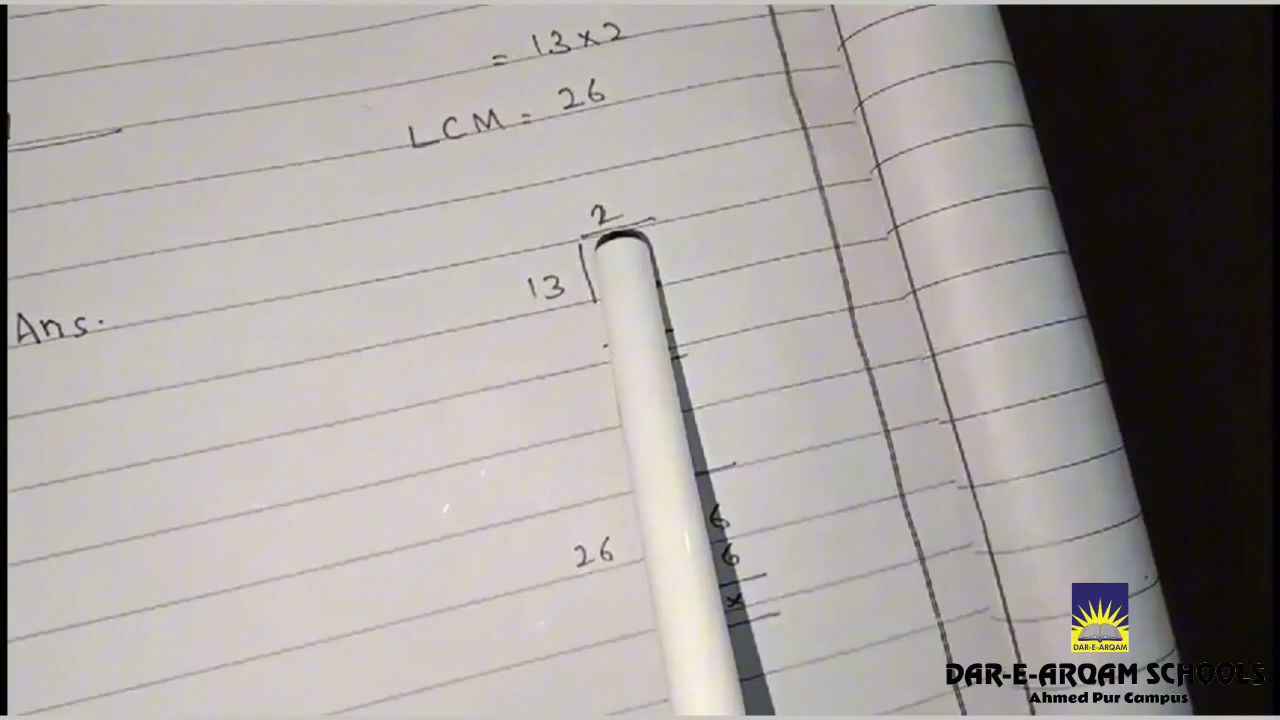 = 13 × 2
LCM = 26
2
13
Ans.
6
26
6
×
DAR-E-ARQAM
DAR-E-ARQAM SCHOOLS
Ahmed Pur Campus